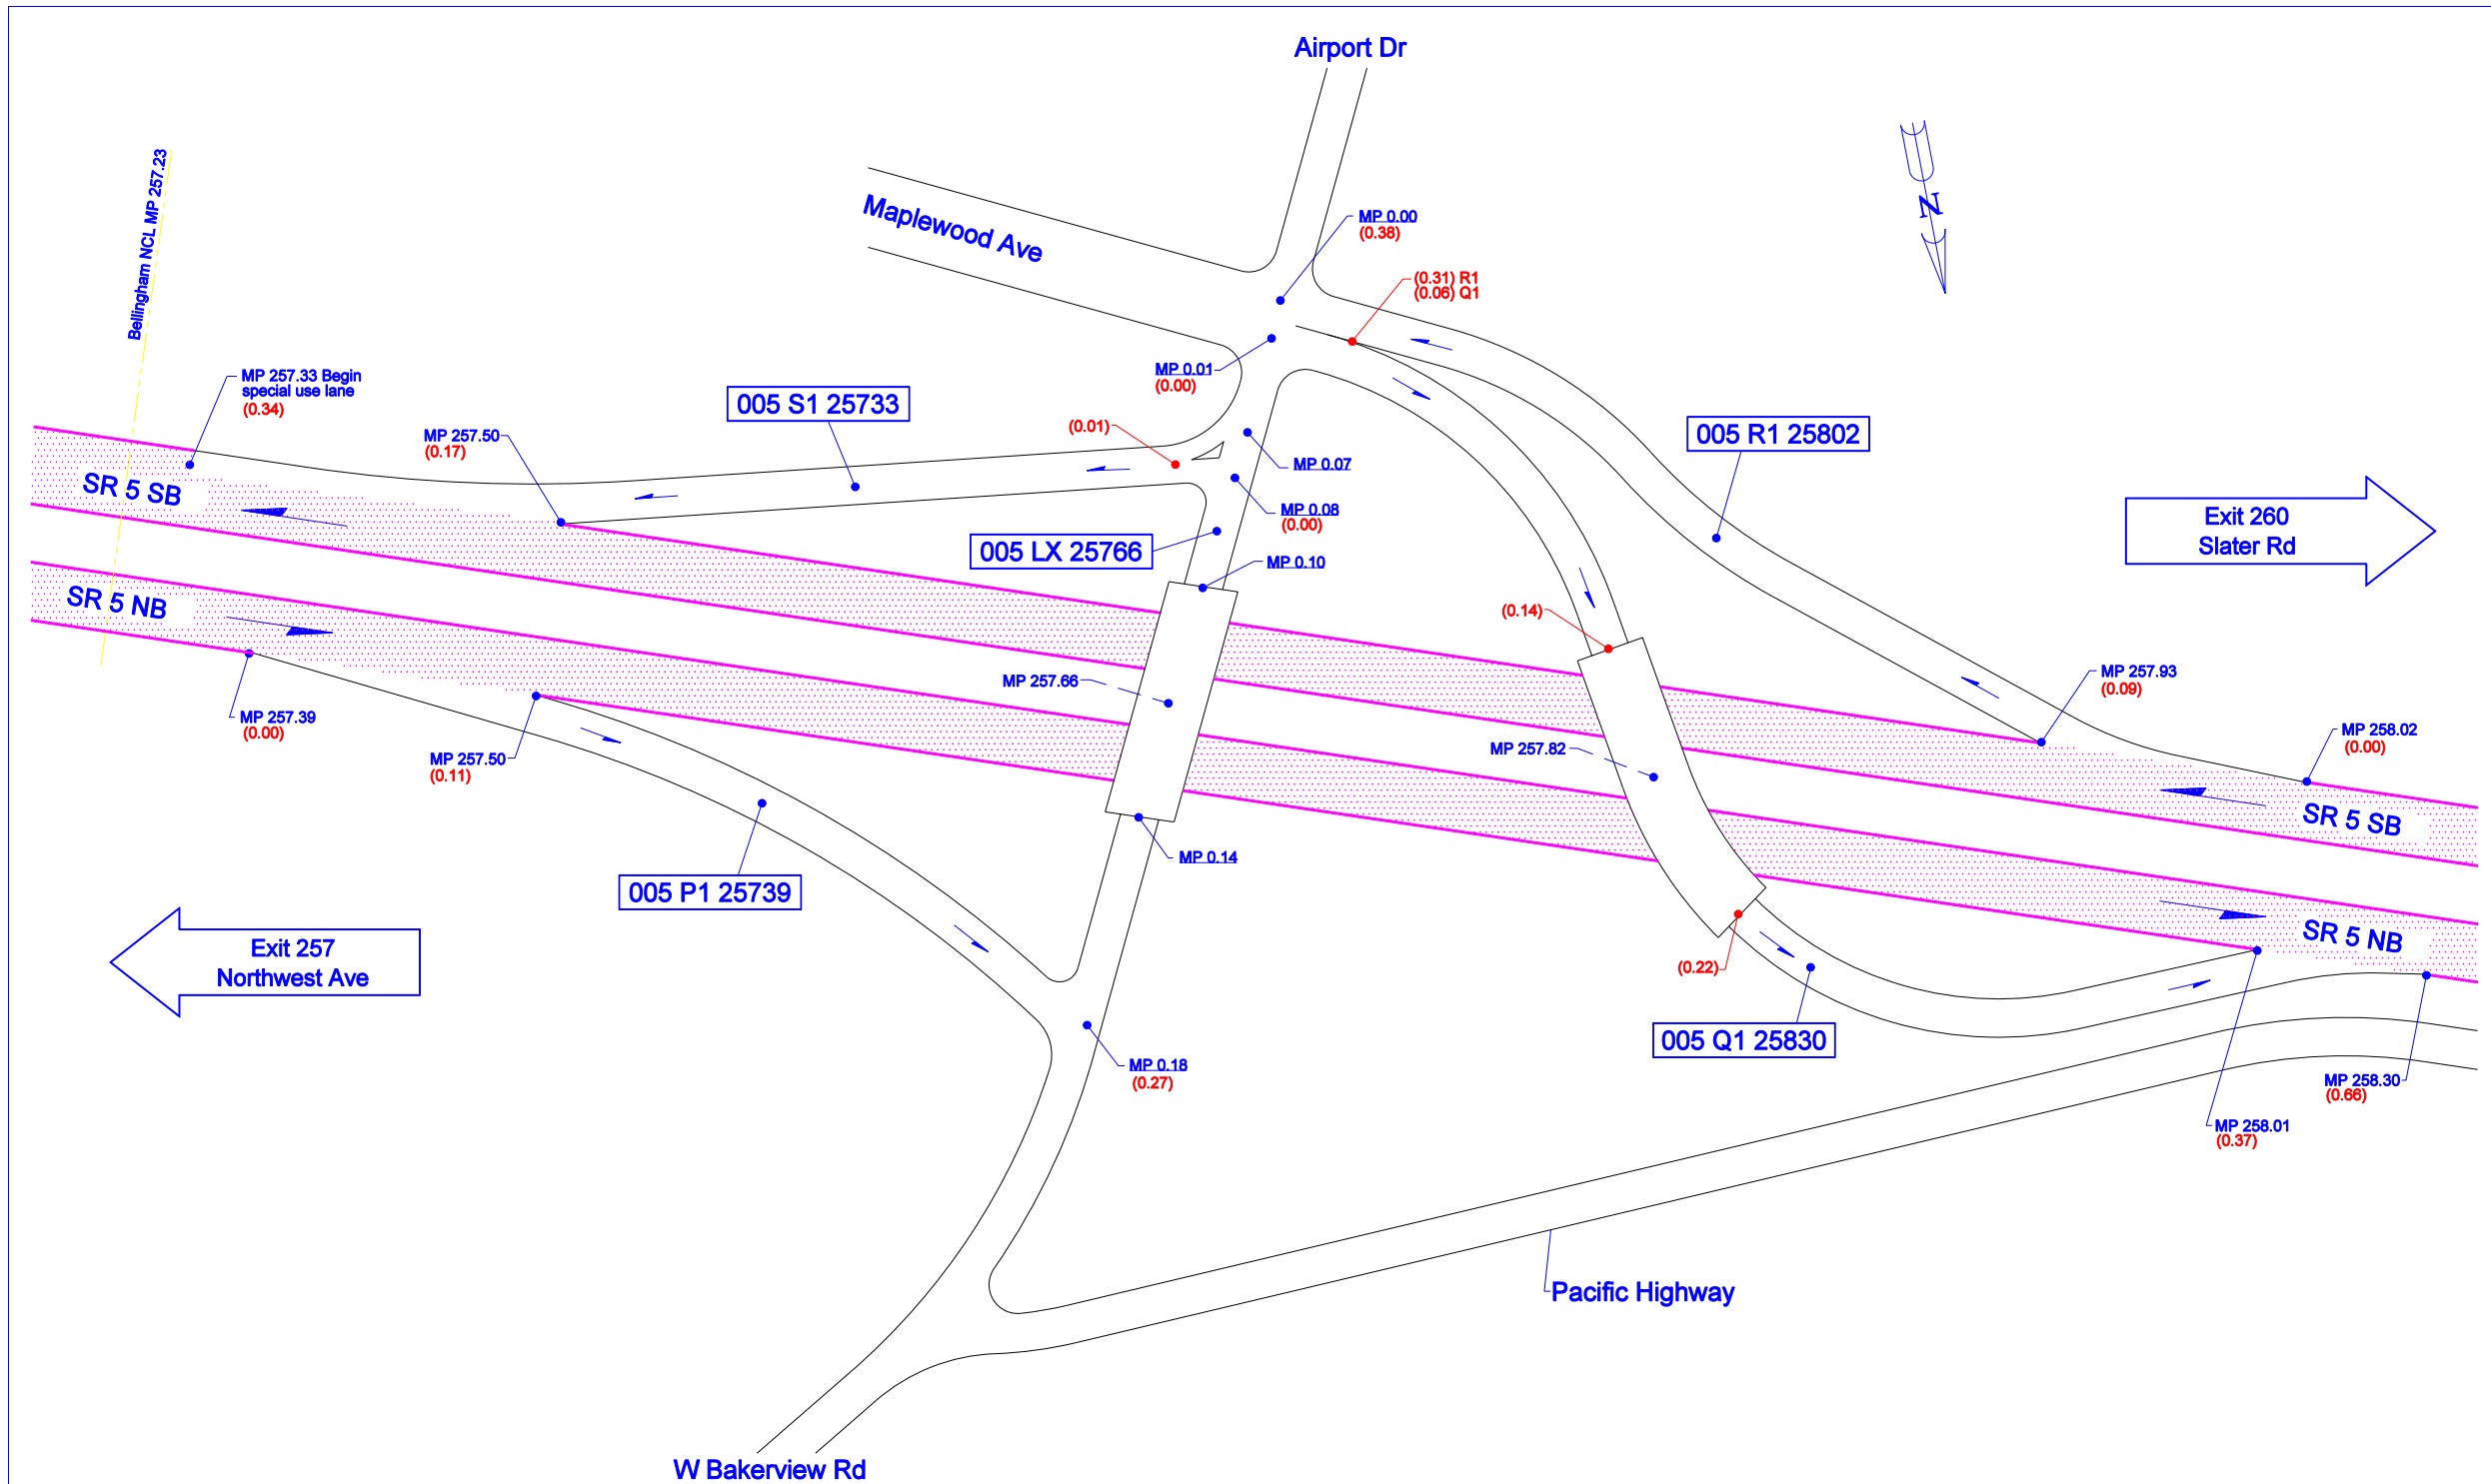 Airport Dr
Bellingham NCL MP 257.23
Maplewood Ave
MP 0.00
(0.38)
N
(0.31) R1
(0.06) Q1
MP 0.01
(0.00)
MP 257.33 Begin
special use lane
(0.34)
005 S1 25733
MP 257.50
(0.17)
(0.01)
005 R1 25802
MP 0.07
SR 5 SB
MP 0.08
(0.00)
Exit 260
Slater Rd
005 LX 25766
MP 0.10
SR 5 NB
(0.14)
MP 257.66
MP 257.93
(0.09)
MP 257.39
(0.00)
MP 257.50
(0.11)
MP 257.82
MP 258.02
(0.00)
SR 5 SB
MP 0.14
005 P1 25739
SR 5 NB
Exit 257
Northwest Ave
(0.22)
005 Q1 25830
MP 0.18
(0.27)
MP 258.30
(0.66)
MP 258.01
(0.37)
Pacific Highway
W Bakerview Rd